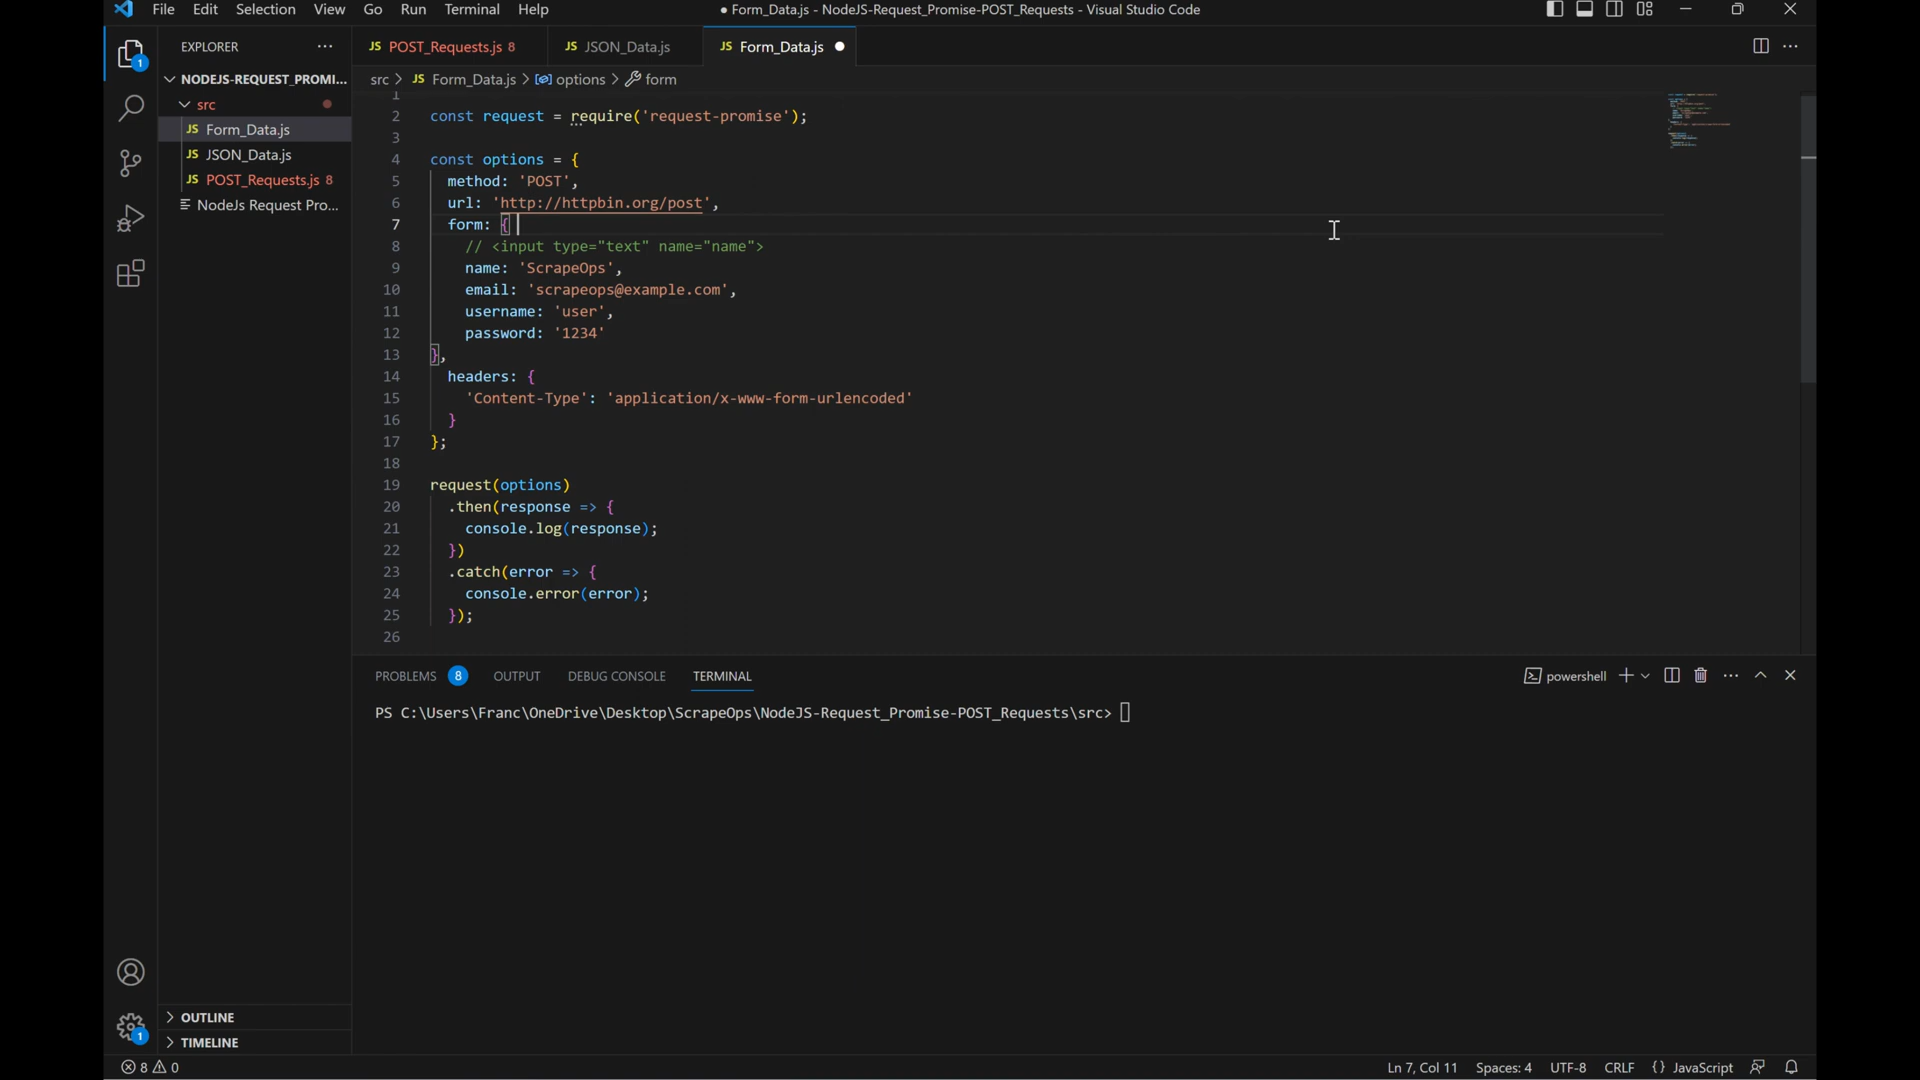 File Edit Selection View Go Run Terminal Help
● Form_Data.js - NodeJS-Request_Promise-POST_Requests - Visual Studio Code
EXPLORER
JS POST_Requests.js 8
JS JSON_Data.js
JS Form_Data.js ●
1
NODEJS-REQUEST_PROMI...
src > JS Form_Data.js > options > form
src
JS Form_Data.js
JS JSON_Data.js
JS POST_Requests.js 8
NodeJs Request Pro...
1
2 const request = require('request-promise');
3
4 const options = {
5 method: 'POST',
6 url: 'http://httpbin.org/post',
7 form: {
8 // <input type="text" name="name">
9 name: 'ScrapeOps',
10 email: 'scrapeops@example.com',
11 username: 'user',
12 password: '1234'
13 },
14 headers: {
15 'Content-Type': 'application/x-www-form-urlencoded'
16 }
17 };
18
19 request(options)
20 .then(response => {
21 console.log(response);
22 })
23 .catch(error => {
24 console.error(error);
25 });
26
PROBLEMS 8 OUTPUT DEBUG CONSOLE TERMINAL
powershell
PS C:\Users\Franc\OneDrive\Desktop\ScrapeOps\NodeJS-Request_Promise-POST_Requests\src>
OUTLINE
1
TIMELINE
8 0
Ln 7, Col 11 Spaces: 4 UTF-8 CRLF {} JavaScript